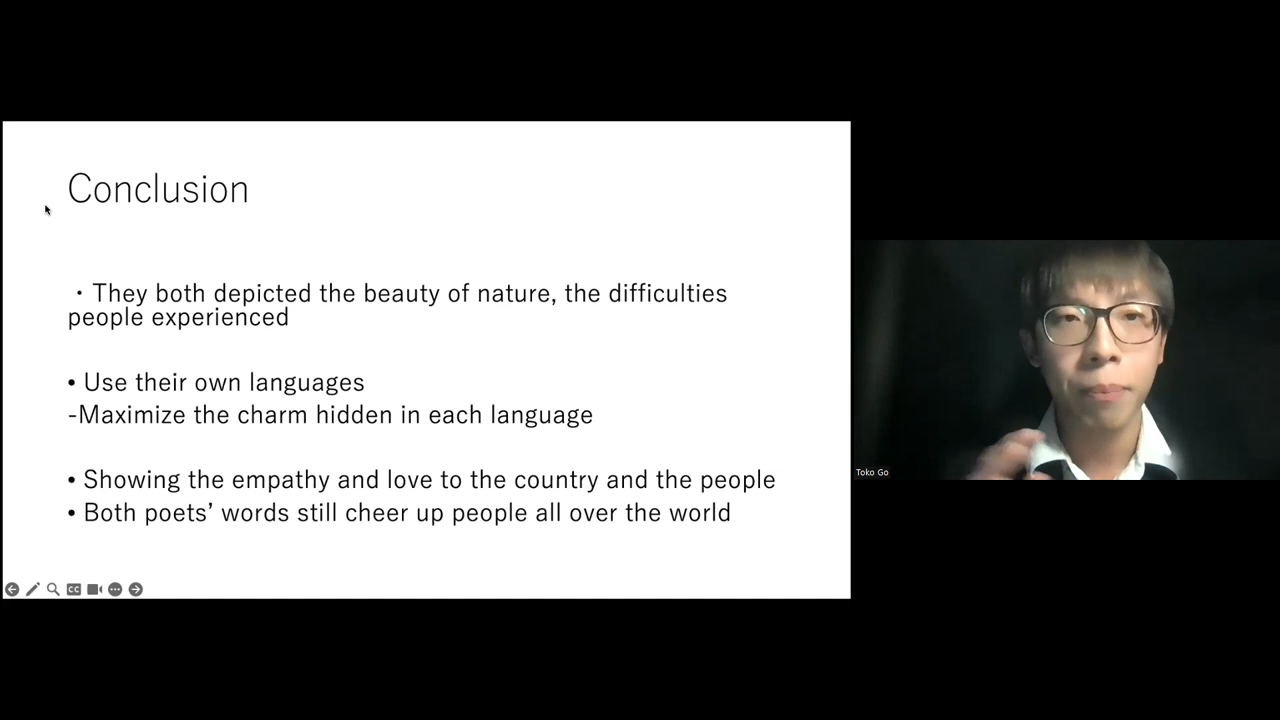 Conclusion
・They both depicted the beauty of nature, the difficulties
people experienced
• Use their own languages
-Maximize the charm hidden in each language
• Showing the empathy and love to the country and the people
• Both poets’ words still cheer up people all over the world
CC
Toko Go